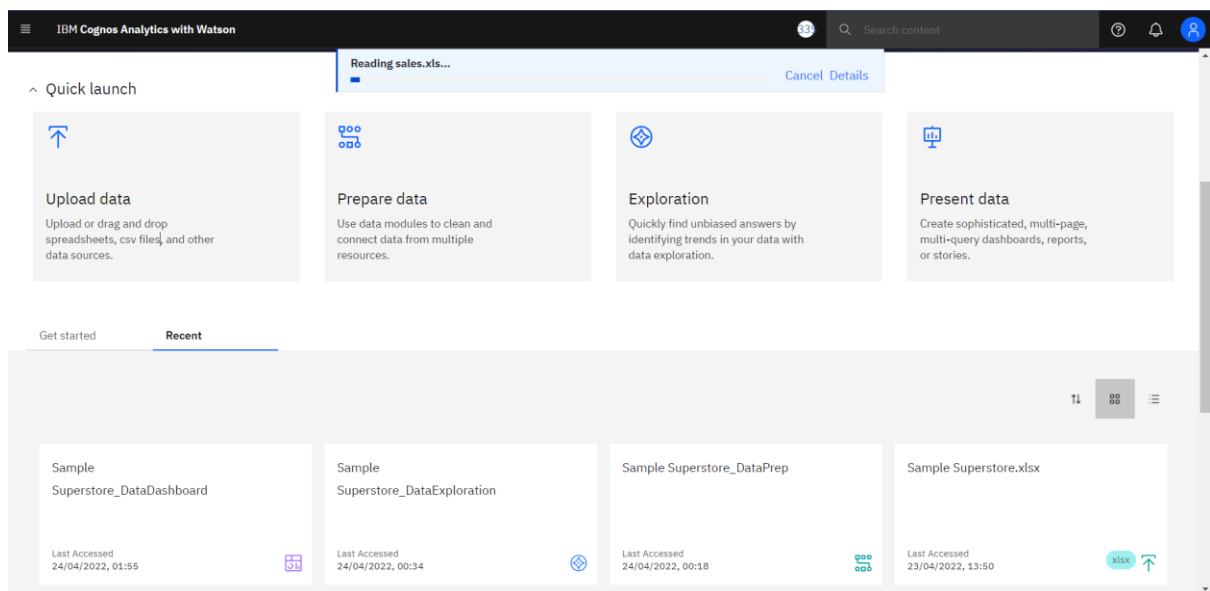 IBM Cognos Analytics with Watson
Search content
Reading sales.xls...
Cancel Details
Quick launch
Upload data
Upload or drag and drop
spreadsheets, csv files, and other
data sources.
Prepare data
Use data modules to clean and
connect data from multiple
resources.
Exploration
Quickly find unbiased answers by
identifying trends in your data with
data exploration.
Present data
Create sophisticated, multi-page,
multi-query dashboards, reports,
or stories.
Get started
Recent
Sample
Superstore_DataDashboard
Last Accessed
24/04/2022, 01:55
Sample
Superstore_DataExploration
Last Accessed
24/04/2022, 00:34
Sample Superstore_DataPrep
Last Accessed
24/04/2022, 00:18
Sample Superstore.xlsx
Last Accessed
23/04/2022, 13:50
xlsx